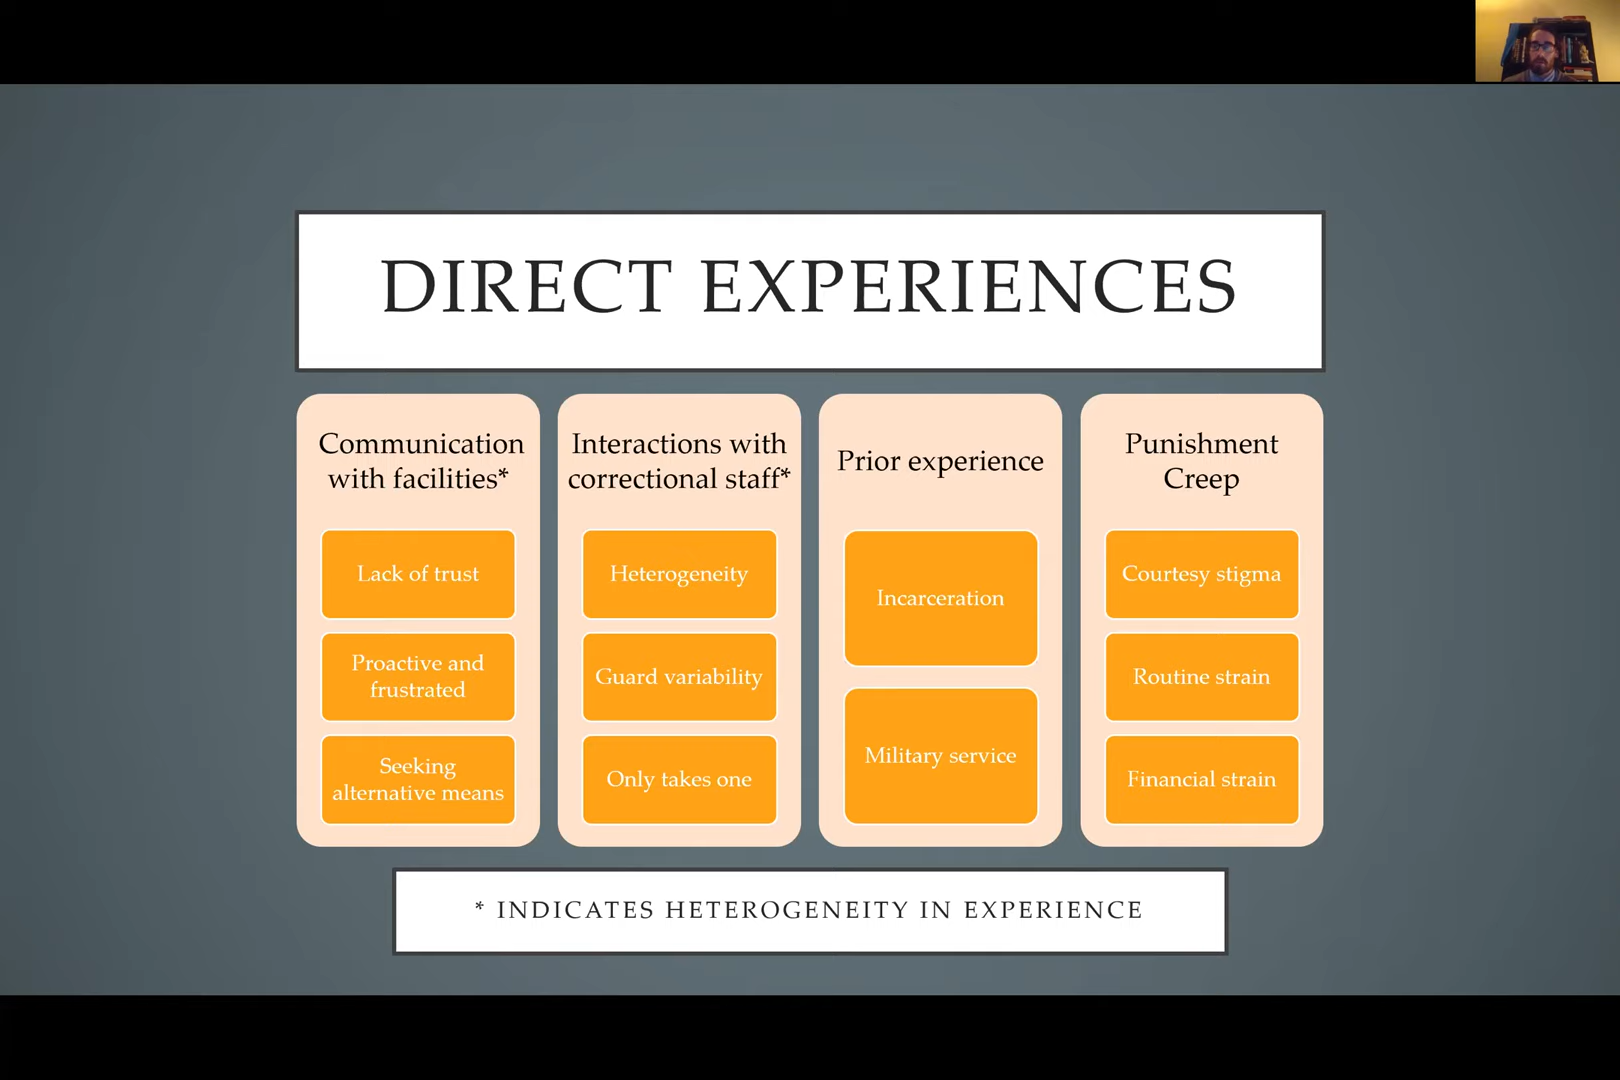 DIRECT EXPERIENCES
Communication
with facilities*
Lack of trust
Proactive and
frustrated
Seeking
alternative means
Interactions with
correctional staff*
Heterogeneity
Guard variability
Only takes one
Prior experience
Incarceration
Military service
Punishment
Creep
Courtesy stigma
Routine strain
Financial strain
* INDICATES HETEROGENEITY IN EXPERIENCE